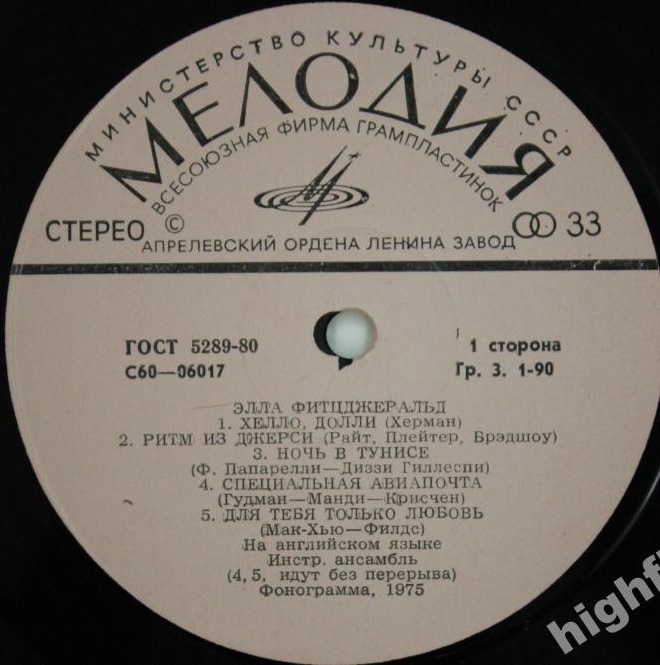 МИНИСТЕРСТВО КУЛЬТУРЫ СССР
МЕЛОДИЯ
ВСЕСОЮЗНАЯ ФИРМА ГРАМПЛАСТИНОК
СТЕРЕО © 33
АПРЕЛЕВСКИЙ ОРДЕНА ЛЕНИНА ЗАВОД
ГОСТ 5289-80 1 сторона
С60—06017 Гр. 3. 1-90
ЭЛЛА ФИТЦДЖЕРАЛЬД
1. ХЕЛЛО, ДОЛЛИ (Херман)
2. РИТМ ИЗ ДЖЕРСИ (Райт, Плейтер, Брэдшоу)
3. НОЧЬ В ТУНИСЕ
(Ф. Папарелли—Диззи Гиллеспи)
4. СПЕЦИАЛЬНАЯ АВИАПОЧТА
(Гудман—Манди—Крисчен)
5. ДЛЯ ТЕБЯ ТОЛЬКО ЛЮБОВЬ
(Мак-Хью—Филдс)
На английском языке
Инстр. ансамбль
(4, 5, идут без перерыва)
Фонограмма, 1975